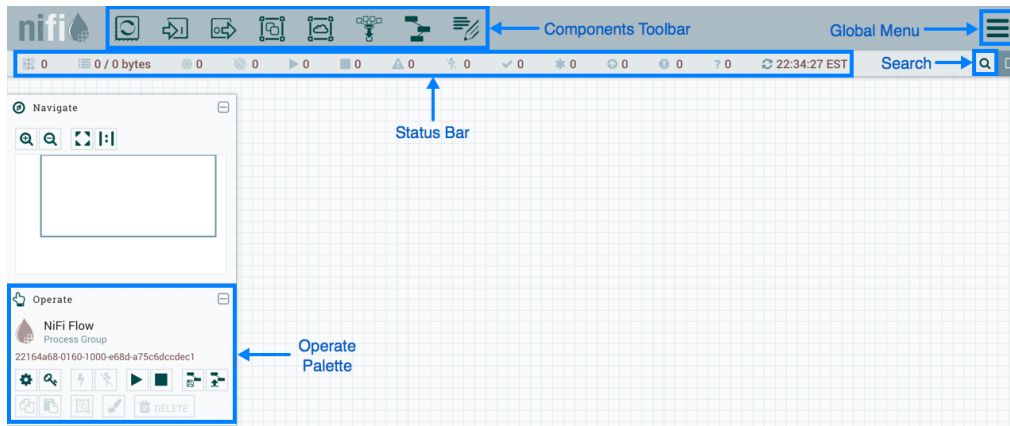 nifi
Components Toolbar
Global Menu
0 0 / 0 bytes 0 0 0 0 0 0 0 0 0 0 ? 0 22:34:27 EST
Search
Status Bar
Navigate
Operate
NiFi Flow
Process Group
22164a68-0160-1000-e68d-a75c6dccdec1
DELETE
Operate
Palette